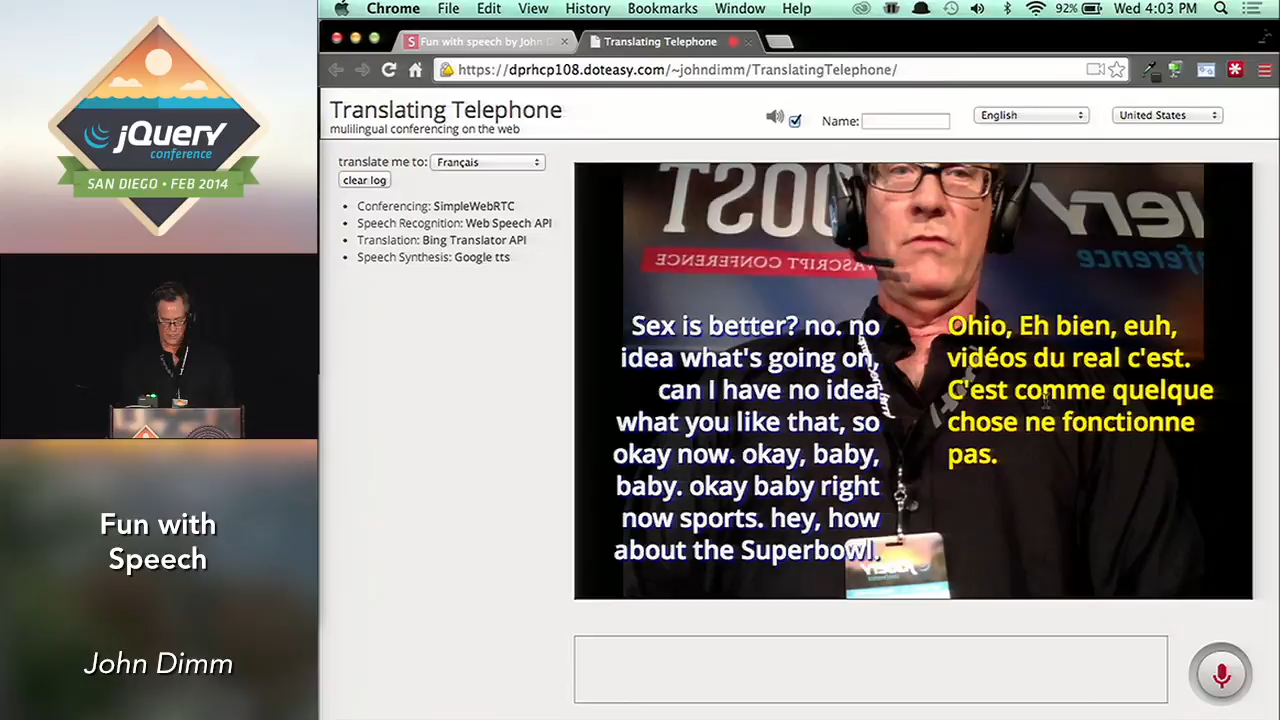 jQuery
conference
SAN DIEGO • FEB 2014
Fun with
Speech
John Dimm
Chrome File Edit View History Bookmarks Window Help 92% Wed 4:03 PM
Fun with speech by John D
Translating Telephone
https://dprhcp108.doteasy.com/~johndimm/TranslatingTelephone/
Translating Telephone
mulilingual conferencing on the web
Name:
English
United States
translate me to: Français
clear log
• Conferencing: SimpleWebRTC
• Speech Recognition: Web Speech API
• Translation: Bing Translator API
• Speech Synthesis: Google tts
OOST
JAVASCRIPT CONFERENCE
jQuery
conference
Sex is better? no. no
idea what's going on,
can I have no idea
what you like that, so
okay now. okay, baby,
baby. okay baby right
now sports. hey, how
about the Superbowl.
Ohio, Eh bien, euh,
vidéos du real c'est.
C'est comme quelque
chose ne fonctionne
pas.